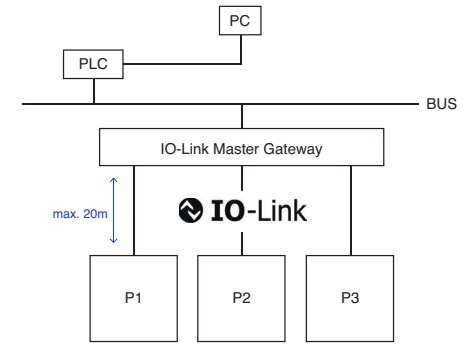 PC
PLC
BUS
IO-Link Master Gateway
max. 20m
IO-Link
P1
P2
P3